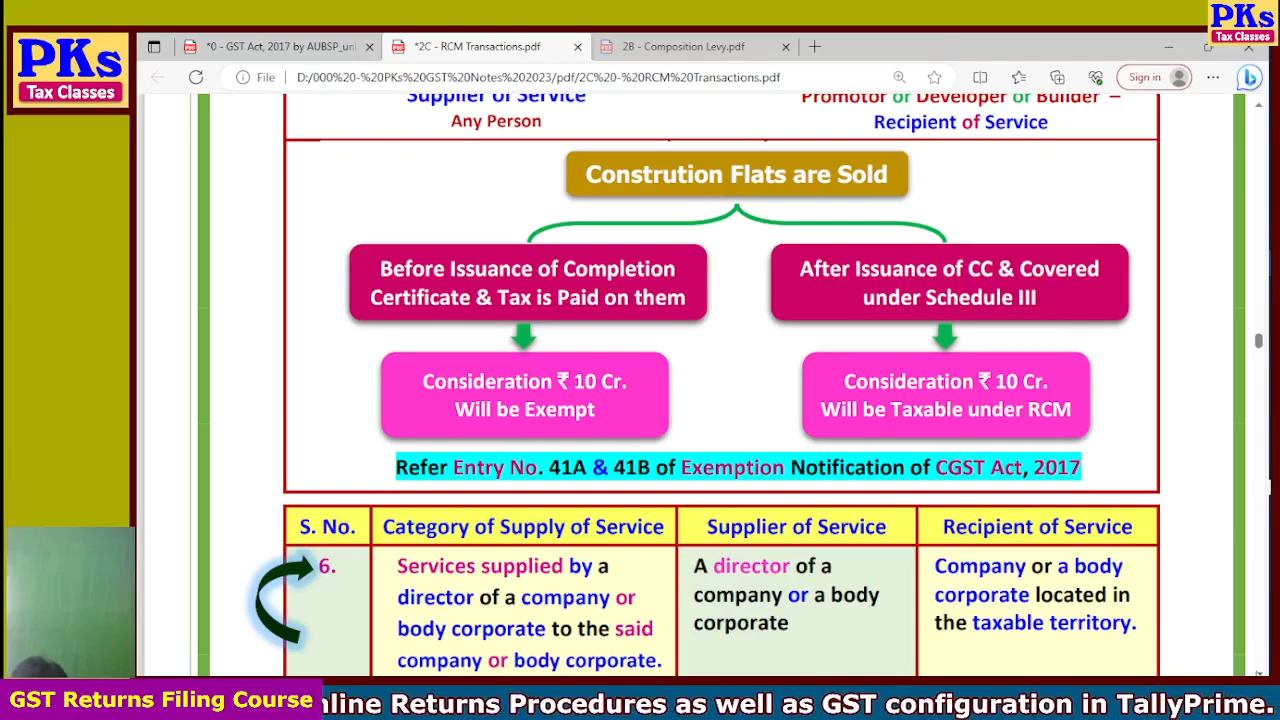 PKs
Tax Classes
*0 - GST Act, 2017 by AUBSP_unl
*2C - RCM Transactions.pdf
2B - Composition Levy.pdf
PKs
Tax Classes
File
D:/000%20-%20PKs%20GST%20Notes%202023/pdf/2C%20-%20RCM%20Transactions.pdf
Sign in
Supplier of Service
Any Person
Promotor or Developer or Builder –
Recipient of Service
Constrution Flats are Sold
Before Issuance of Completion
Certificate & Tax is Paid on them
After Issuance of CC & Covered
under Schedule III
Consideration ₹ 10 Cr.
Will be Exempt
Consideration ₹ 10 Cr.
Will be Taxable under RCM
Refer Entry No. 41A & 41B of Exemption Notification of CGST Act, 2017
S. No.
Category of Supply of Service
Supplier of Service
Recipient of Service
6.
Services supplied by a
director of a company or
body corporate to the said
company or body corporate.
A director of a
company or a body
corporate
Company or a body
corporate located in
the taxable territory.
GST Returns Filing Course
nline Returns Procedures as well as GST configuration in TallyPrime.